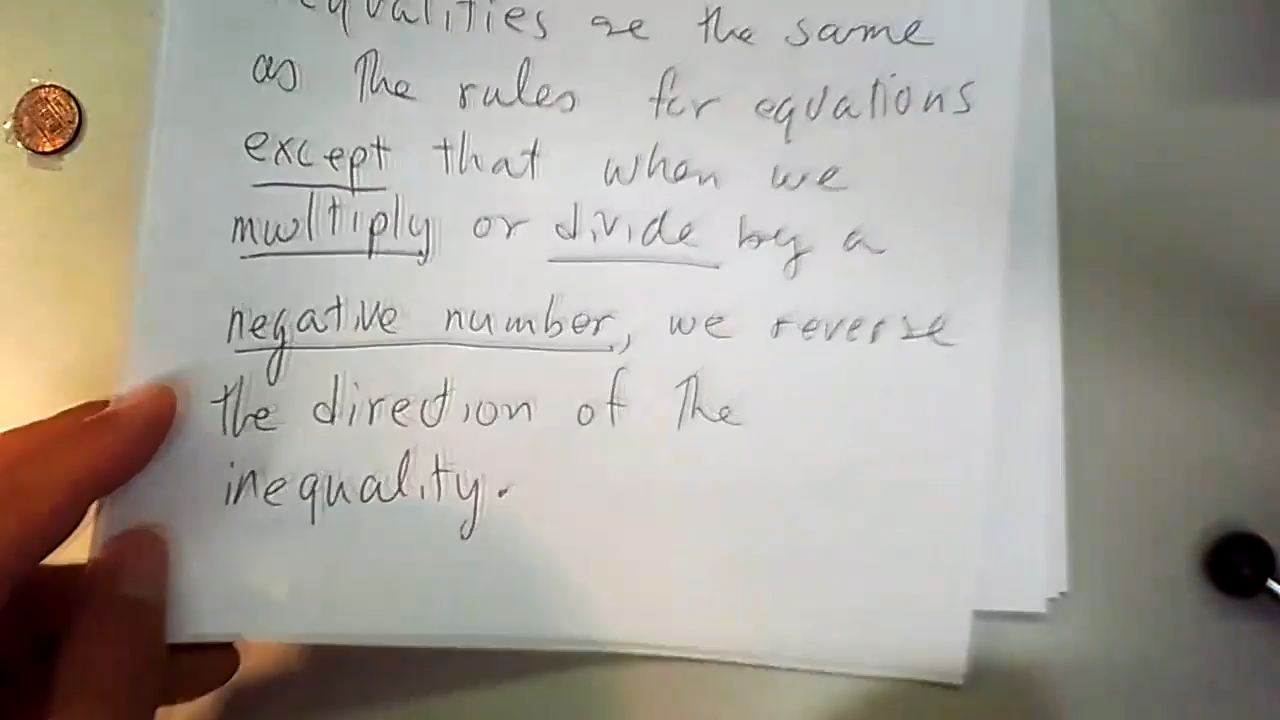 equalities are the same
as the rules for equations
except that when we
multiply or divide by a
negative number, we reverse
the direction of the
inequality.